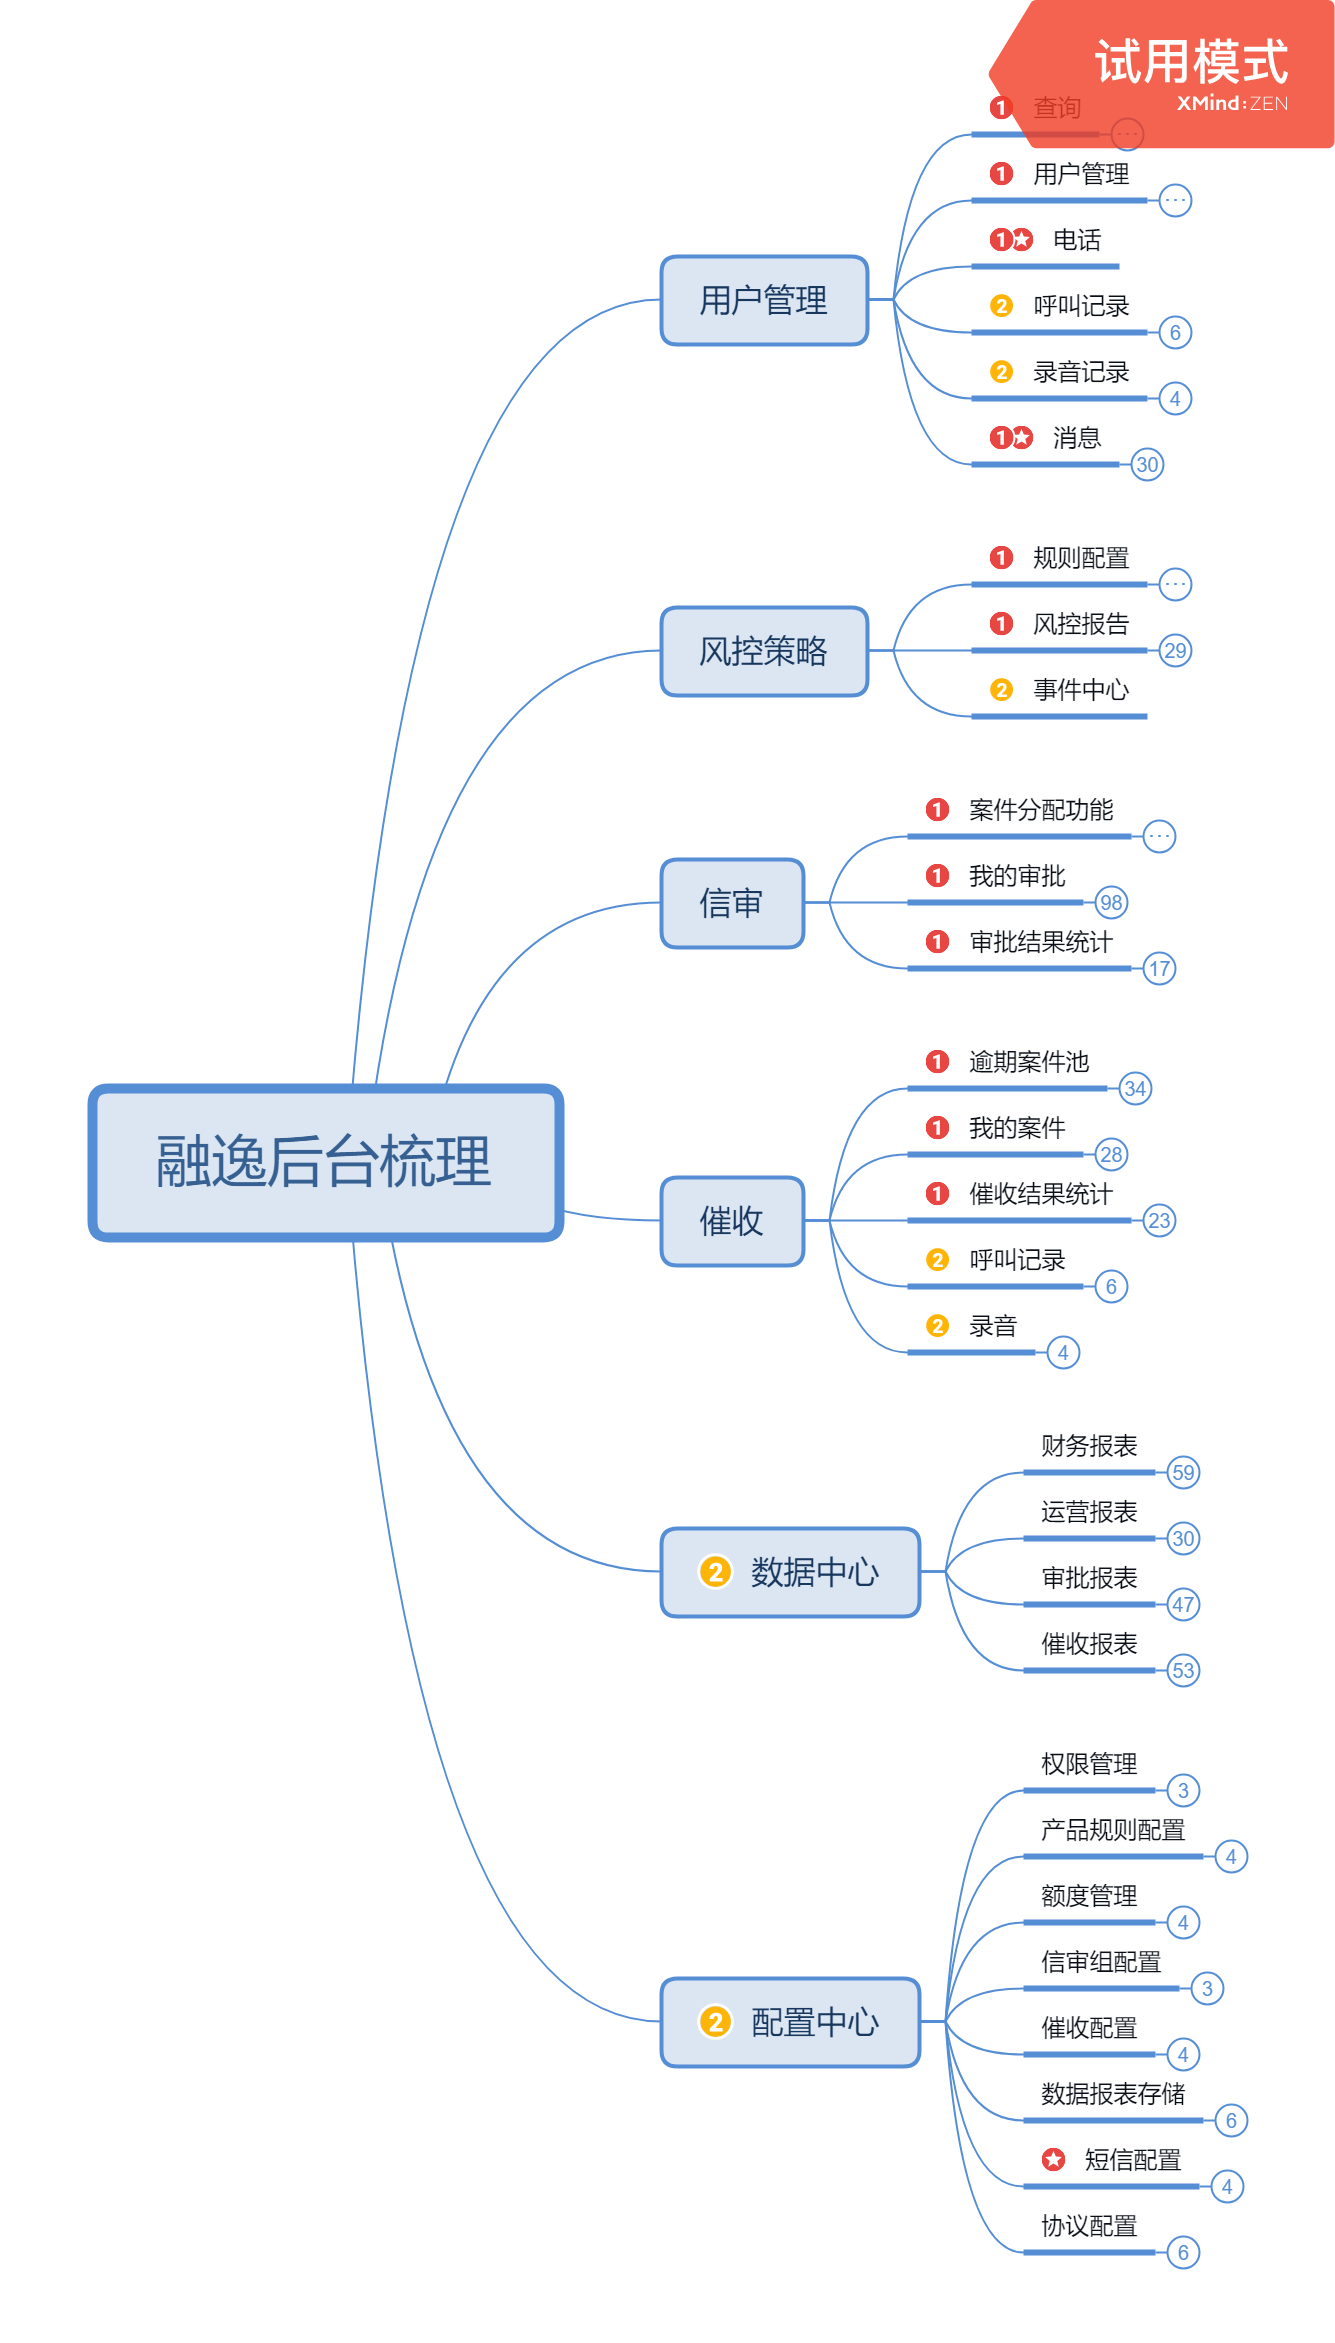 试用模式
XMind:ZEN
1 查询 ...
1 用户管理 ...
1 电话
用户管理
2 呼叫记录 6
2 录音记录 4
1 消息 30
1 规则配置 ...
1 风控报告 29
风控策略
2 事件中心
1 案件分配功能 ...
1 我的审批 98
信审
1 审批结果统计 17
1 逾期案件池 34
1 我的案件 28
融逸后台梳理
1 催收结果统计 23
催收
2 呼叫记录 6
2 录音 4
财务报表 59
运营报表 30
2 数据中心
审批报表 47
催收报表 53
权限管理 3
产品规则配置 4
额度管理 4
信审组配置 3
2 配置中心
催收配置 4
数据报表存储 6
短信配置 4
协议配置 6